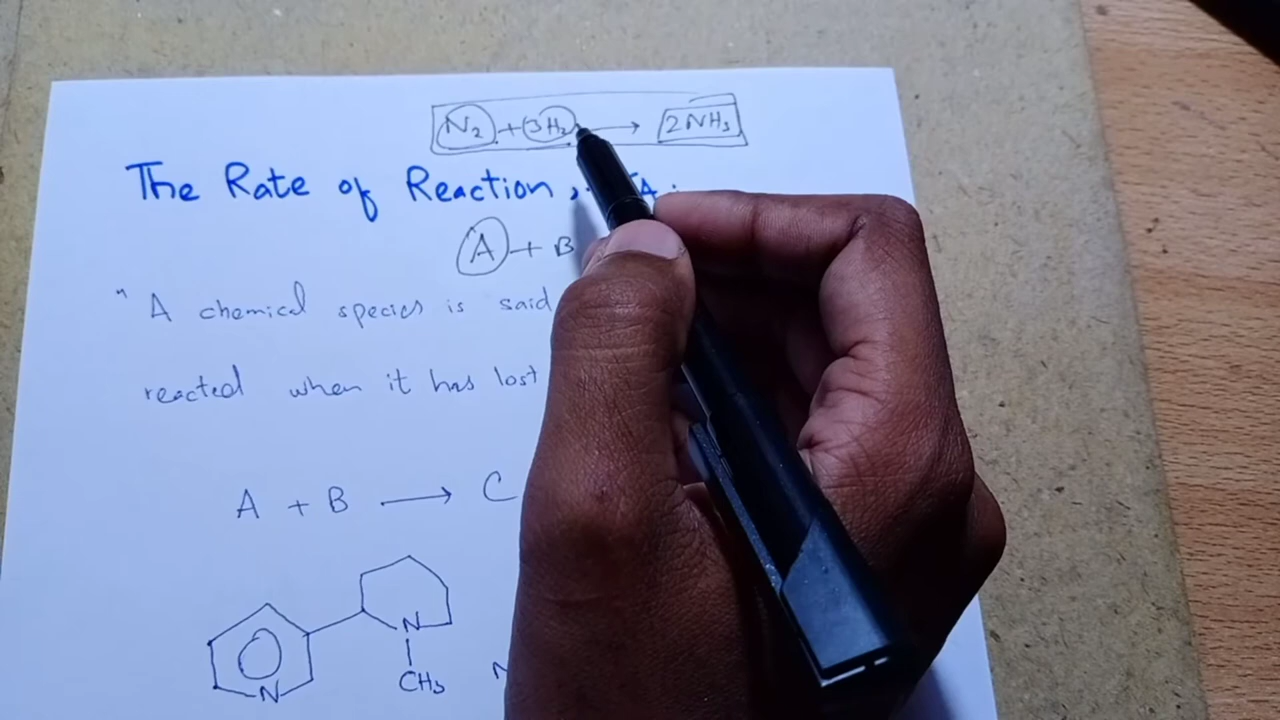 N₂ + 3H₂ → 2NH₃
The Rate of Reaction,
A + B
" A chemical species is said
reacted when it has lost
A + B → C
N
CH₃
N